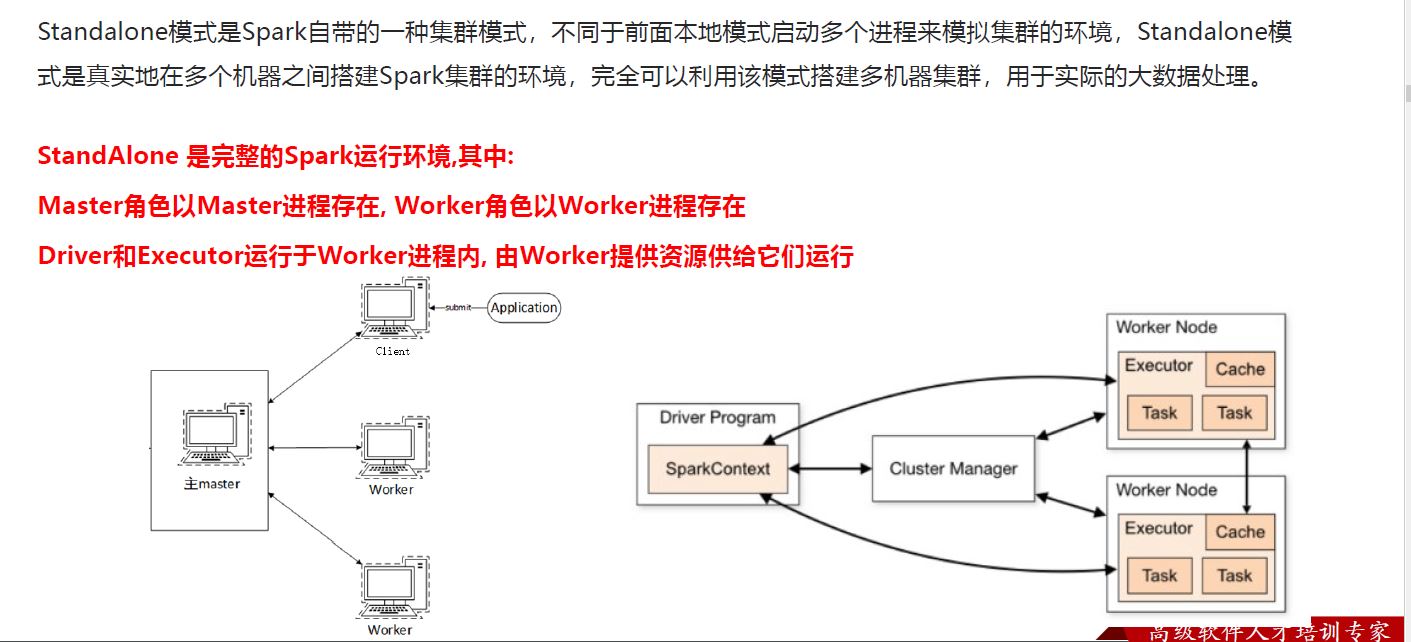 Standalone模式是Spark自带的一种集群模式，不同于前面本地模式启动多个进程来模拟集群的环境，Standalone模
式是真实地在多个机器之间搭建Spark集群的环境，完全可以利用该模式搭建多机器集群，用于实际的大数据处理。
StandAlone 是完整的Spark运行环境,其中:
Master角色以Master进程存在, Worker角色以Worker进程存在
Driver和Executor运行于Worker进程内, 由Worker提供资源供给它们运行
submit
Application
Client
主master
Worker
Worker
Driver Program
SparkContext
Cluster Manager
Worker Node
Executor
Cache
Task
Task
Worker Node
Executor
Cache
Task
Task
高级软件人才培训专家